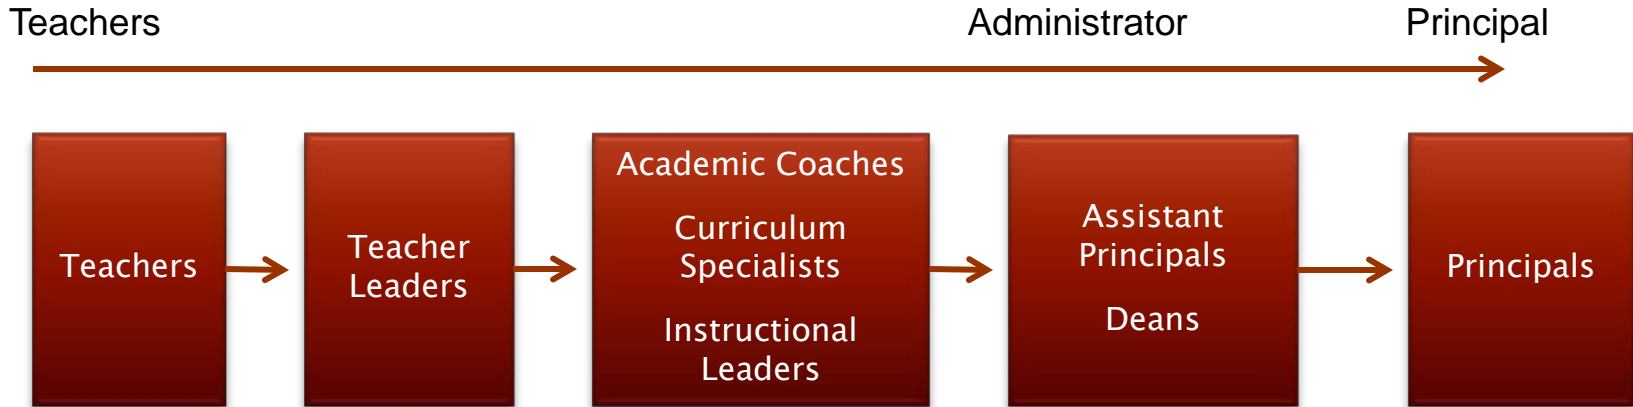 Teachers
Administrator
Principal
Teachers
Teacher
Leaders
Academic Coaches
Curriculum
Specialists
Instructional
Leaders
Assistant
Principals
Deans
Principals